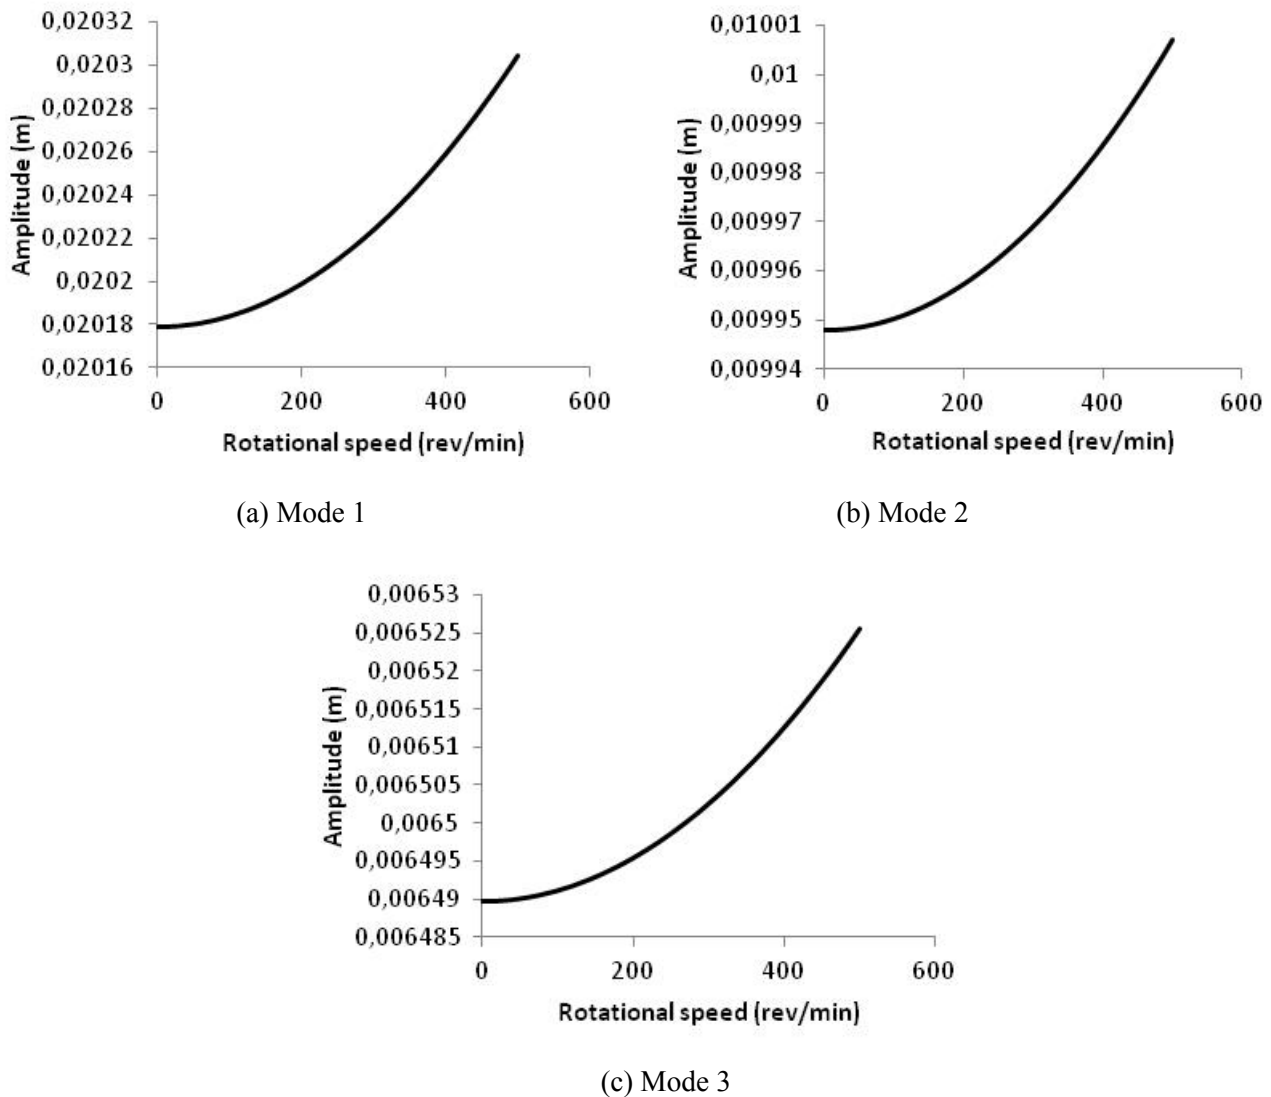 0,02032
0,0203
0,02028
0,02026
0,02024
0,02022
0,0202
0,02018
0,02016
Amplitude (m)
0 200 400 600
Rotational speed (rev/min)
(a) Mode 1
0,01001
0,01
0,00999
0,00998
0,00997
0,00996
0,00995
0,00994
Amplitude (m)
0 200 400 600
Rotational speed (rev/min)
(b) Mode 2
0,00653
0,006525
0,00652
0,006515
0,00651
0,006505
0,0065
0,006495
0,00649
0,006485
Amplitude (m)
0 200 400 600
Rotational speed (rev/min)
(c) Mode 3